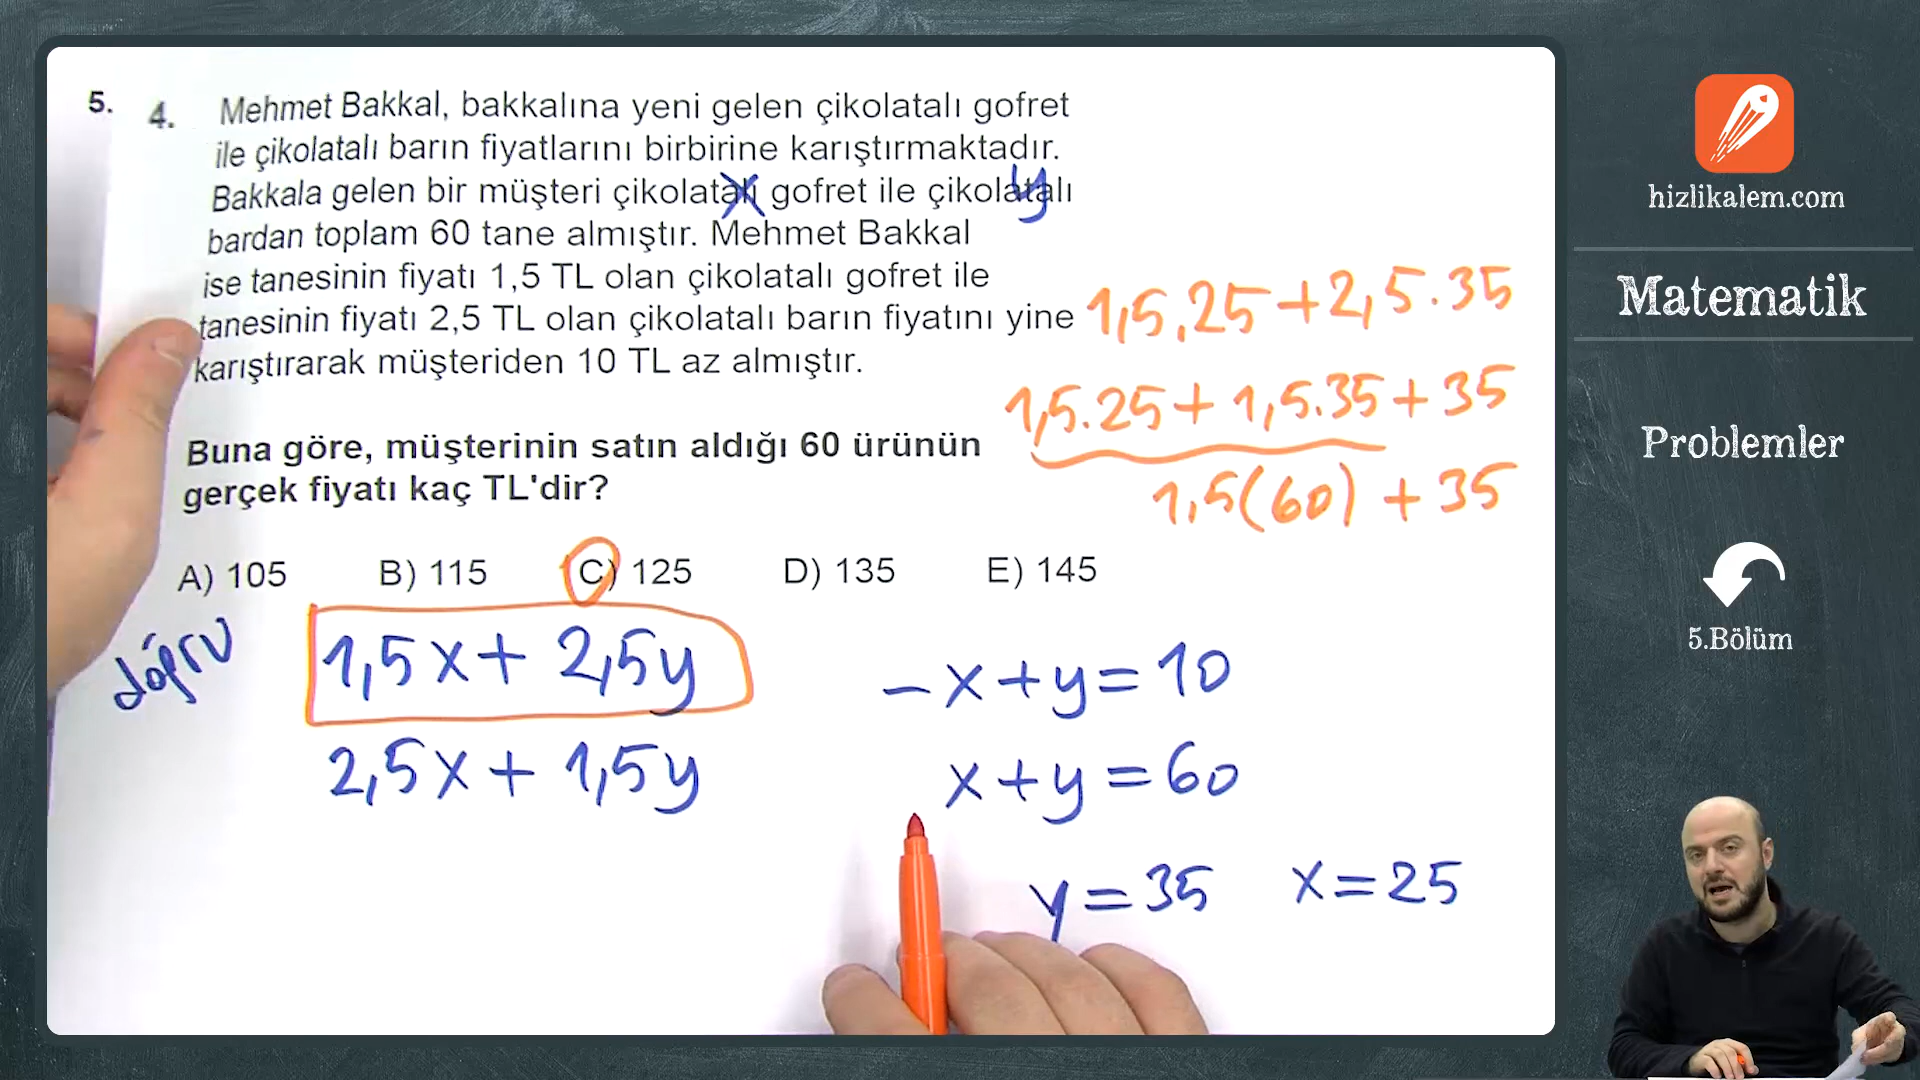 5. 4. Mehmet Bakkal, bakkalına yeni gelen çikolatalı gofret
ile çikolatalı barın fiyatlarını birbirine karıştırmaktadır.
Bakkala gelen bir müşteri çikolatalı gofret ile çikolatalı
x y
bardan toplam 60 tane almıştır. Mehmet Bakkal
ise tanesinin fiyatı 1,5 TL olan çikolatalı gofret ile
tanesinin fiyatı 2,5 TL olan çikolatalı barın fiyatını yine
karıştırarak müşteriden 10 TL az almıştır.
Buna göre, müşterinin satın aldığı 60 ürünün
gerçek fiyatı kaç TL'dir?
A) 105 B) 115 C) 125 D) 135 E) 145
1,5.25+2,5.35
1,5.25+1,5.35+35
1,5(60)+35
doğru 1,5x+2,5y
2,5x+1,5y
-x+y=10
x+y=60
y=35 x=25
hizlikalem.com
Matematik
Problemler
5.Bölüm